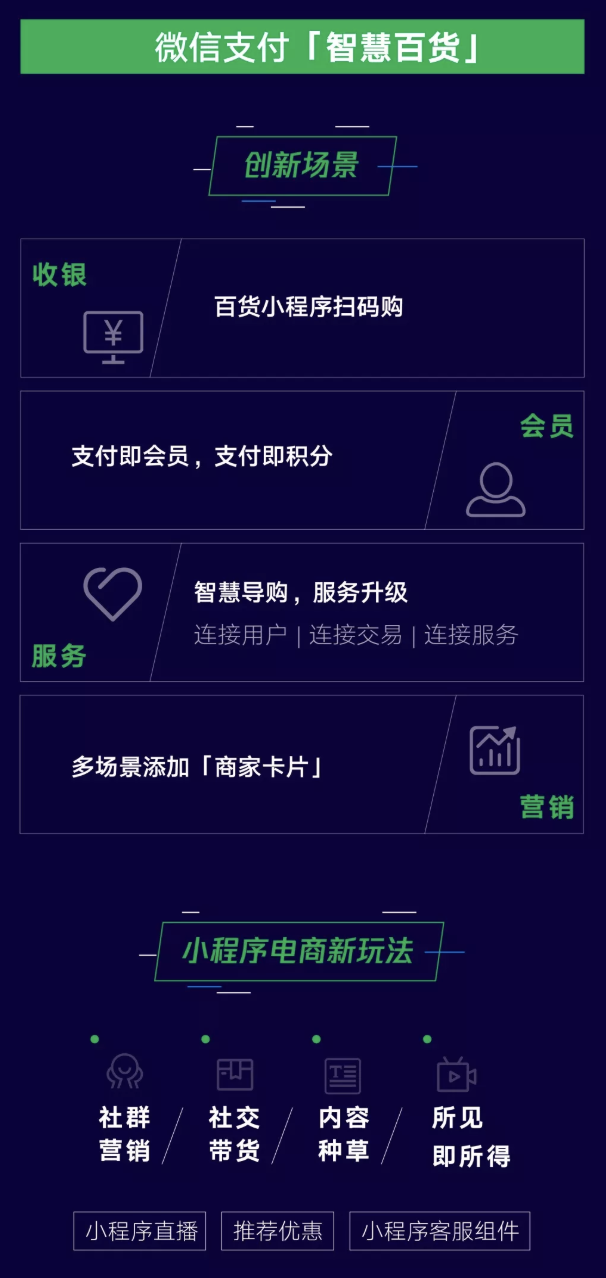 微信支付「智慧百货」
创新场景
收银
百货小程序扫码购
会员
支付即会员，支付即积分
智慧导购，服务升级
连接用户 | 连接交易 | 连接服务
服务
多场景添加「商家卡片」
营销
小程序电商新玩法
社群
营销
社交
带货
内容
种草
所见
即所得
小程序直播
推荐优惠
小程序客服组件